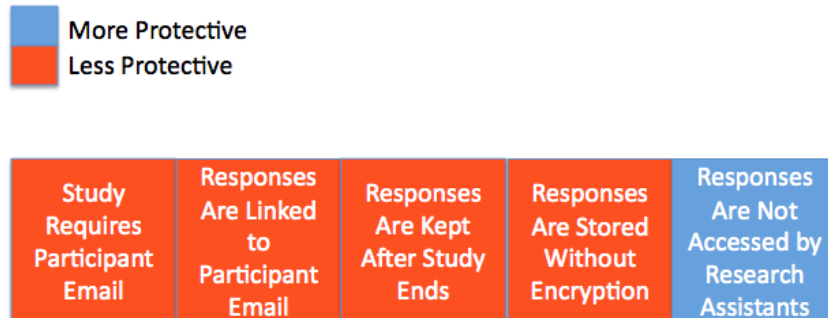 More Protective
Less Protective
Study
Requires
Participant
Email
Responses
Are Linked
to
Participant
Email
Responses
Are Kept
After Study
Ends
Responses
Are Stored
Without
Encryption
Responses
Are Not
Accessed by
Research
Assistants